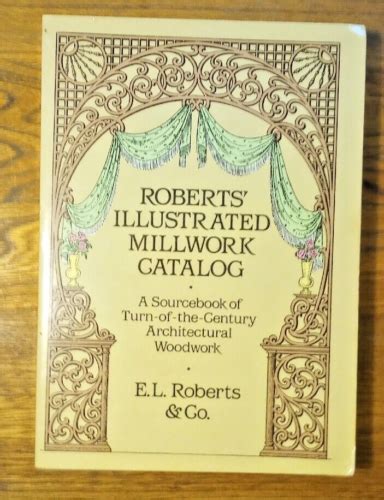 ROBERTS'
ILLUSTRATED
MILLWORK
CATALOG
•
A Sourcebook of
Turn-of-the-Century
Architectural
Woodwork
•
E.L. Roberts
& Co.